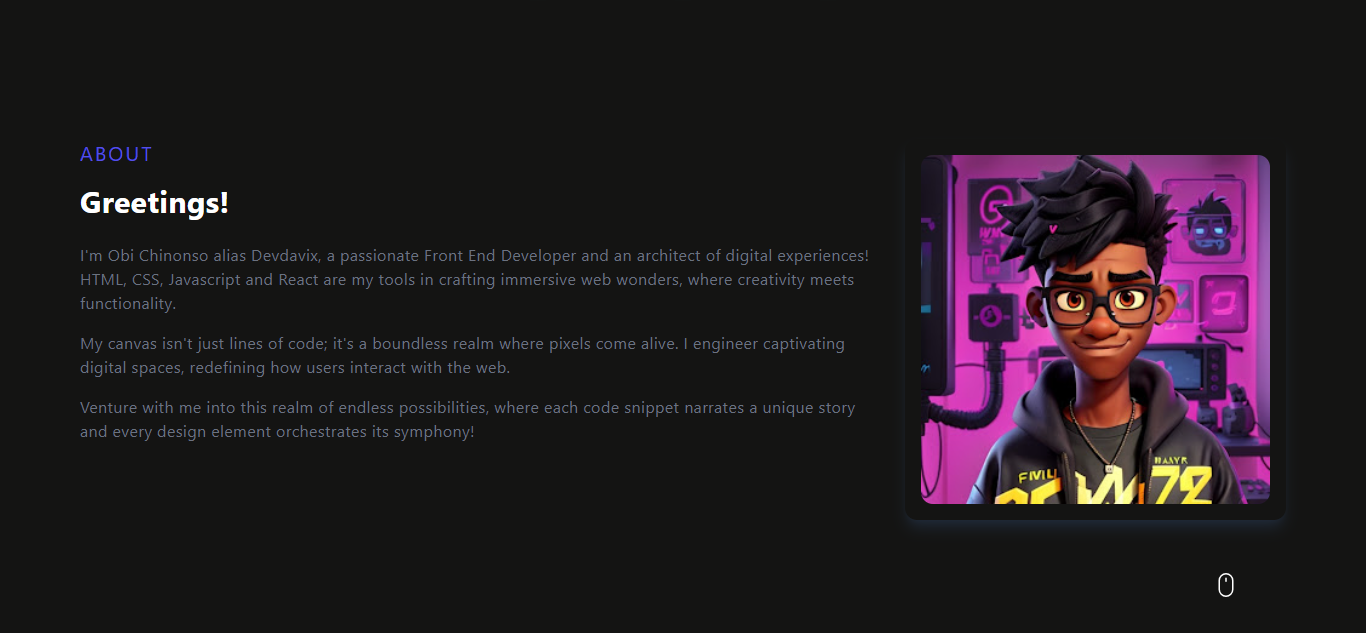 ABOUT
Greetings!
I'm Obi Chinonso alias Devdavix, a passionate Front End Developer and an architect of digital experiences!
HTML, CSS, Javascript and React are my tools in crafting immersive web wonders, where creativity meets
functionality.
My canvas isn't just lines of code; it's a boundless realm where pixels come alive. I engineer captivating
digital spaces, redefining how users interact with the web.
Venture with me into this realm of endless possibilities, where each code snippet narrates a unique story
and every design element orchestrates its symphony!